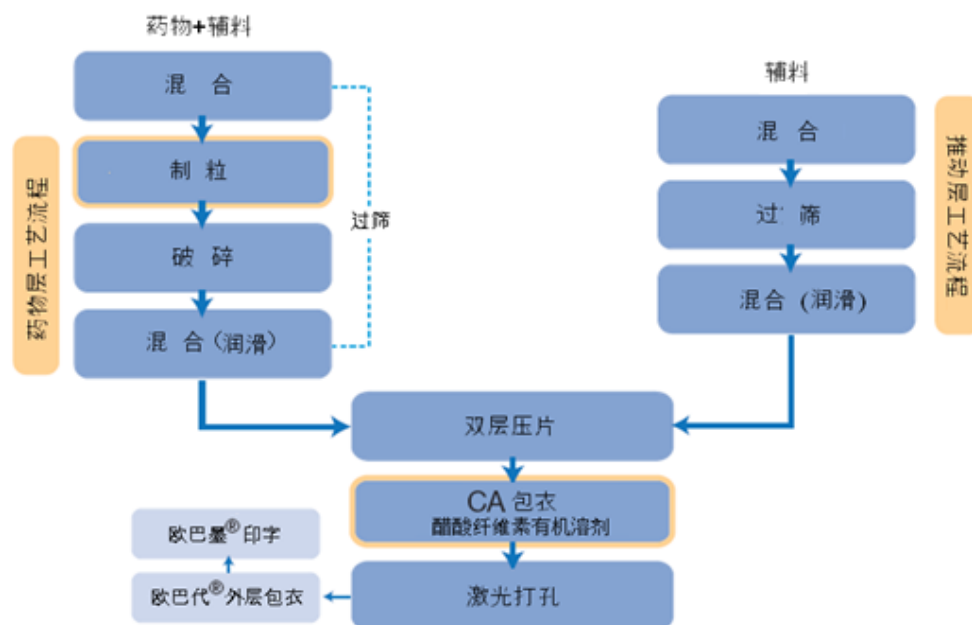 药物+辅料
混 合
制 粒
破 碎
混 合(润滑)
过筛
药物层工艺流程
辅料
混 合
过 筛
混合 (润滑)
推动层工艺流程
双层压片
CA 包衣
醋酸纤维素有机溶剂
激光打孔
欧巴代®外层包衣
欧巴墨®印字